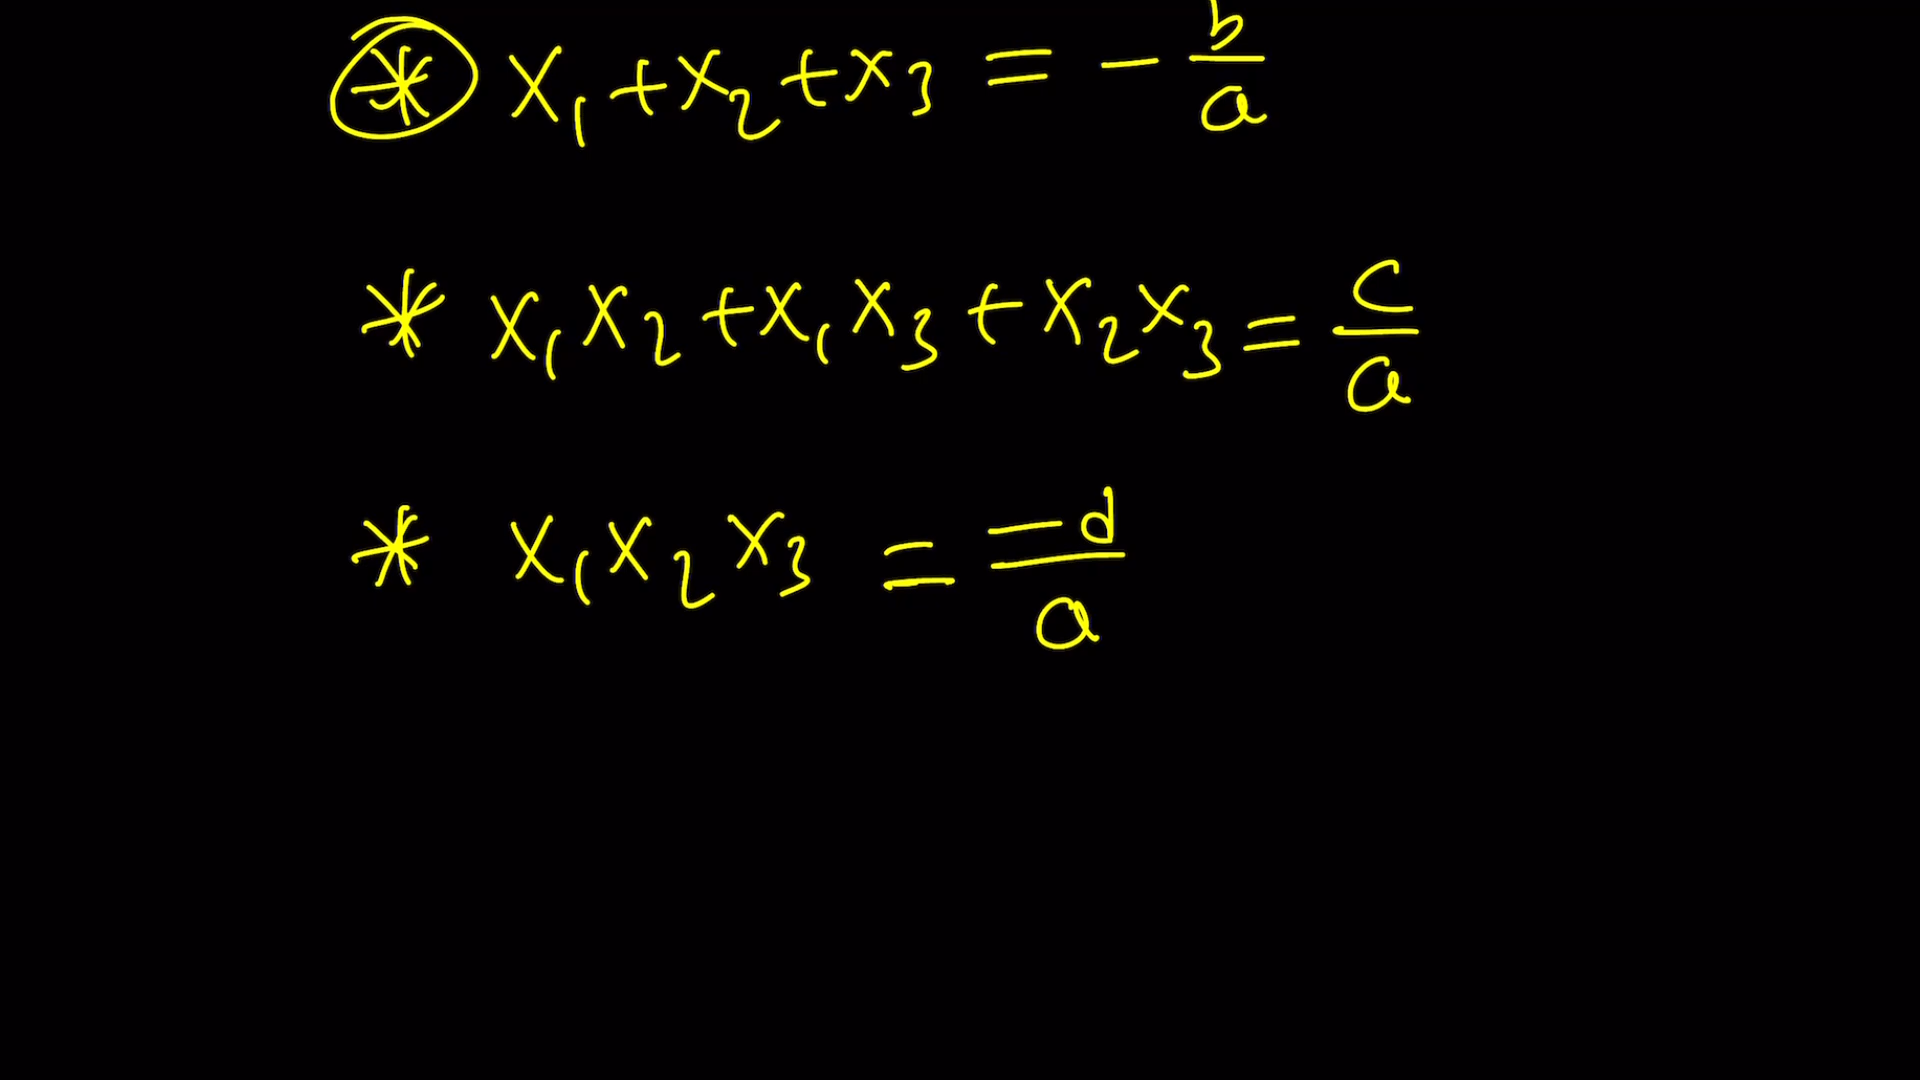 * x₁+x₂+x₃ = - b/a
* x₁x₂+x₁x₃+x₂x₃ = c/a
* x₁x₂x₃ = -d/a